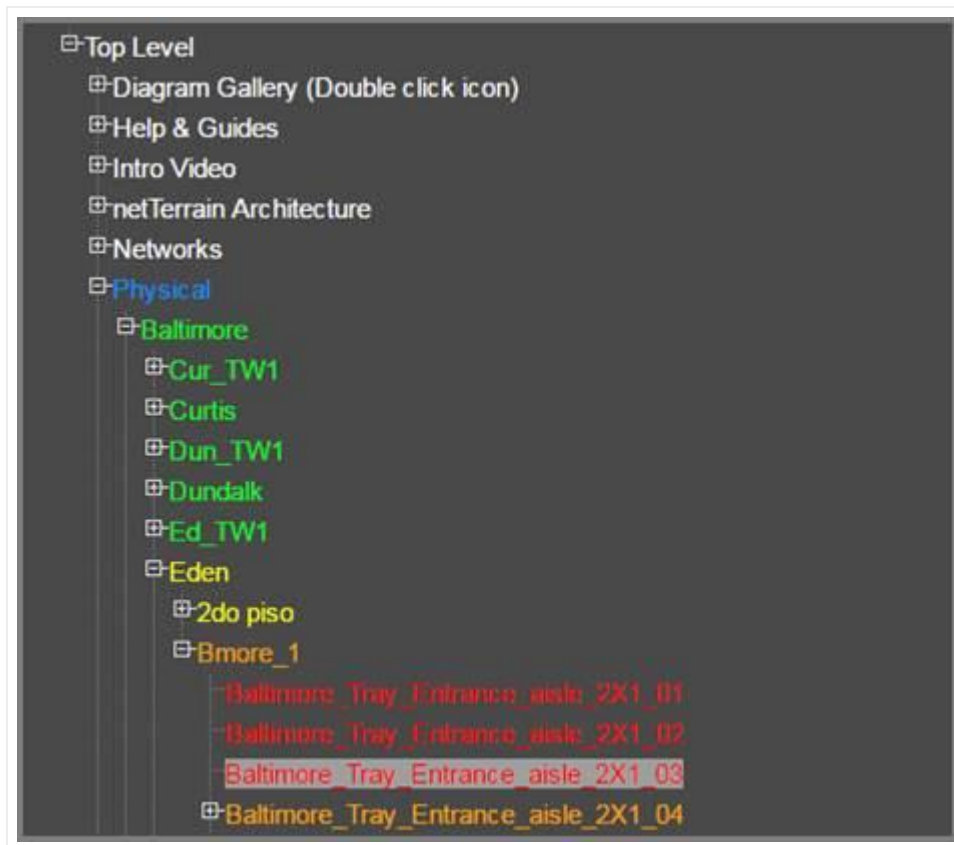 Top Level
Diagram Gallery (Double click icon)
Help & Guides
Intro Video
netTerrain Architecture
Networks
Physical
Baltimore
Cur_TW1
Curtis
Dun_TW1
Dundalk
Ed_TW1
Eden
2do piso
Bmore_1
Baltimore_Tray_Entrance_aisle_2X1_01
Baltimore_Tray_Entrance_aisle_2X1_02
Baltimore_Tray_Entrance_aisle_2X1_03
Baltimore_Tray_Entrance_aisle_2X1_04